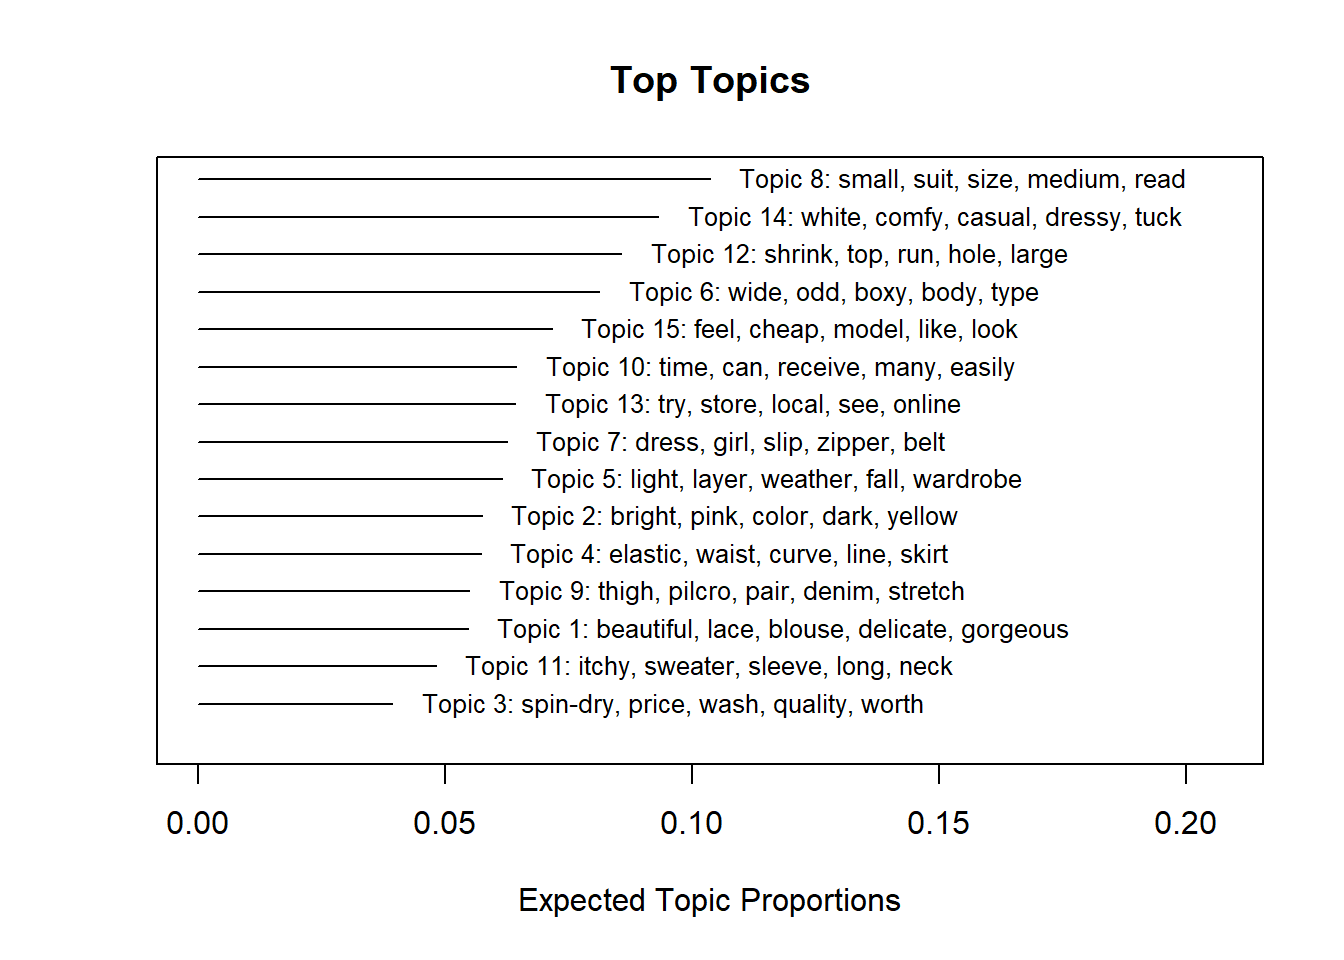 Top Topics
Topic 8: small, suit, size, medium, read
Topic 14: white, comfy, casual, dressy, tuck
Topic 12: shrink, top, run, hole, large
Topic 6: wide, odd, boxy, body, type
Topic 15: feel, cheap, model, like, look
Topic 10: time, can, receive, many, easily
Topic 13: try, store, local, see, online
Topic 7: dress, girl, slip, zipper, belt
Topic 5: light, layer, weather, fall, wardrobe
Topic 2: bright, pink, color, dark, yellow
Topic 4: elastic, waist, curve, line, skirt
Topic 9: thigh, pilcro, pair, denim, stretch
Topic 1: beautiful, lace, blouse, delicate, gorgeous
Topic 11: itchy, sweater, sleeve, long, neck
Topic 3: spin-dry, price, wash, quality, worth
0.00 0.05 0.10 0.15 0.20
Expected Topic Proportions